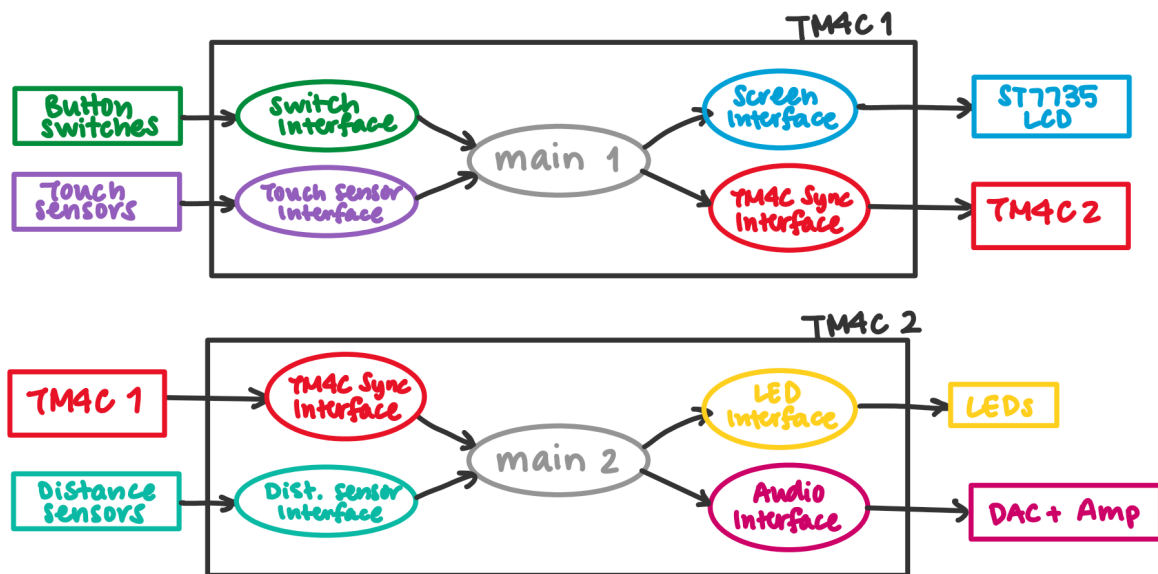 TM4C 1
Button
switches
Switch
Interface
Touch
sensors
Touch sensor
Interface
main 1
Screen
Interface
ST7735
LCD
TM4C Sync
Interface
TM4C 2
TM4C 2
TM4C 1
TM4C Sync
Interface
Distance
sensors
Dist. sensor
Interface
main 2
LED
Interface
LEDs
Audio
Interface
DAC + Amp